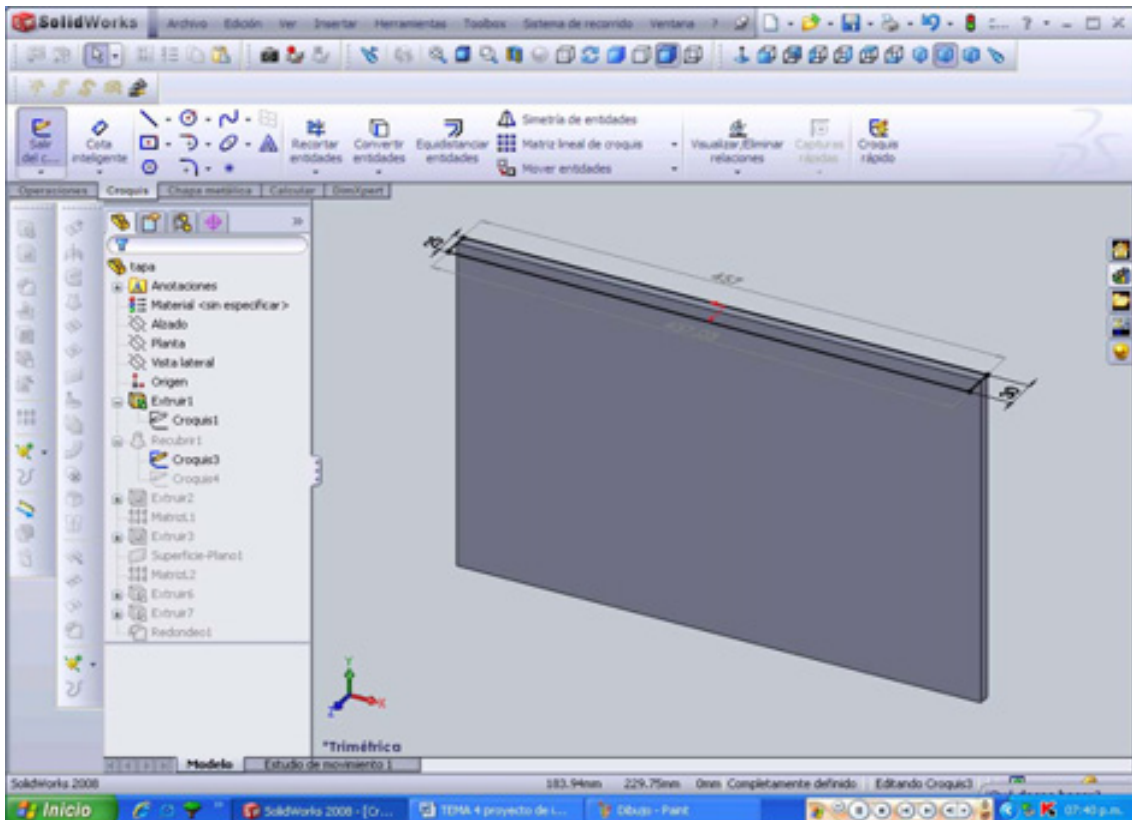 SolidWorks Archivo Edición Ver Insertar Herramientas Toolbox Sistema de recorrido Ventana ?
Salir del c...
Cota inteligente
Recortar entidades
Convertir entidades
Equidistanciar entidades
Simetría de entidades
Matriz lineal de croquis
Mover entidades
Visualizar/Eliminar relaciones
Capturas rápidas
Croquis rápido
Operaciones Croquis Chapa metálica Calcular DimXpert
tapa
Anotaciones
Material <sin especificar>
Alzado
Planta
Vista lateral
Origen
Extruir1
Croquis1
Recubrir1
Croquis3
Croquis4
Extruir2
MatrizL1
Extruir3
Superficie-Plano1
MatrizL2
Extruir6
Extruir7
Redondeo1
Y
X
Z
*Trimétrica
Modelo Estudio de movimiento 1
SolidWorks 2008 183.94mm 229.75mm 0mm Completamente definido Editando Croquis3
Inicio SolidWorks 2008 - [Cr... TEMA 4 proyecto de i... Dibujo - Paint 07:40 p.m.